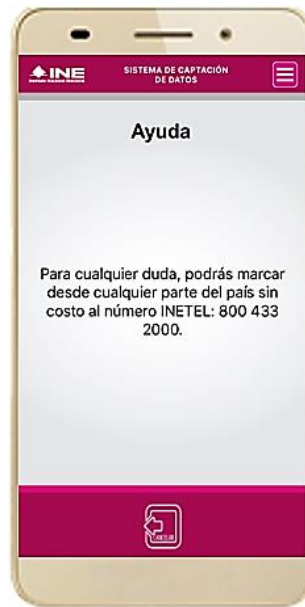 INE
SISTEMA DE CAPTACIÓN
DE DATOS
Ayuda
Para cualquier duda, podrás marcar
desde cualquier parte del país sin
costo al número INETEL: 800 433
2000.